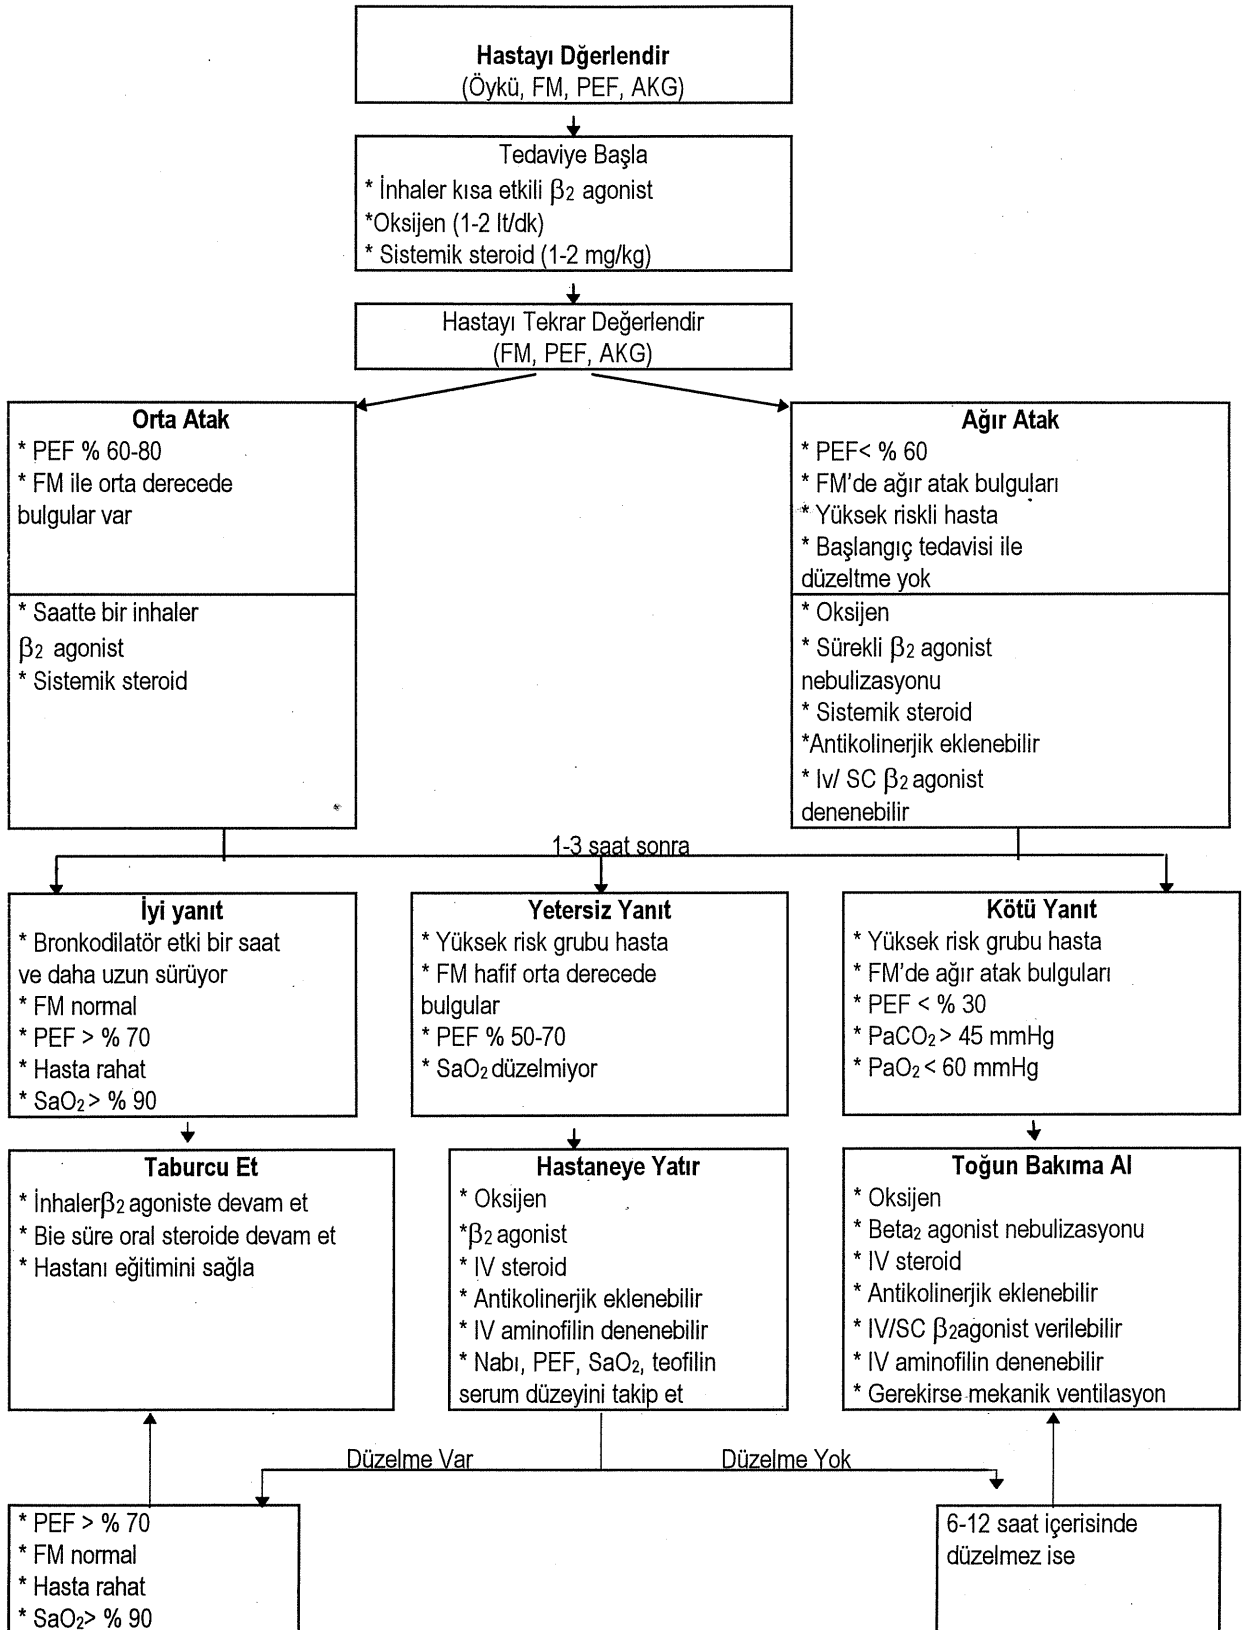 Hastayı Dğerlendir
(Öykü, FM, PEF, AKG)
Tedaviye Başla
* İnhaler kısa etkili β2 agonist
*Oksijen (1-2 lt/dk)
* Sistemik steroid (1-2 mg/kg)
Hastayı Tekrar Değerlendir
(FM, PEF, AKG)
Orta Atak
* PEF % 60-80
* FM ile orta derecede
bulgular var
* Saatte bir inhaler
β2 agonist
* Sistemik steroid
Ağır Atak
* PEF< % 60
* FM'de ağır atak bulguları
* Yüksek riskli hasta
* Başlangıç tedavisi ile
düzeltme yok
* Oksijen
* Sürekli β2 agonist
nebulizasyonu
* Sistemik steroid
*Antikolinerjik eklenebilir
* Iv/ SC β2 agonist
denenebilir
1-3 saat sonra
İyi yanıt
* Bronkodilatör etki bir saat
ve daha uzun sürüyor
* FM normal
* PEF > % 70
* Hasta rahat
* SaO2 > % 90
Yetersiz Yanıt
* Yüksek risk grubu hasta
* FM hafif orta derecede
bulgular
* PEF % 50-70
* SaO2 düzelmiyor
Kötü Yanıt
* Yüksek risk grubu hasta
* FM'de ağır atak bulguları
* PEF < % 30
* PaCO2 > 45 mmHg
* PaO2 < 60 mmHg
Taburcu Et
* İnhalerβ2 agoniste devam et
* Bie süre oral steroide devam et
* Hastanı eğitimini sağla
Hastaneye Yatır
* Oksijen
*β2 agonist
* IV steroid
* Antikolinerjik eklenebilir
* IV aminofilin denenebilir
* Nabı, PEF, SaO2, teofilin
serum düzeyini takip et
Toğun Bakıma Al
* Oksijen
* Beta2 agonist nebulizasyonu
* IV steroid
* Antikolinerjik eklenebilir
* IV/SC β2agonist verilebilir
* IV aminofilin denenebilir
* Gerekirse mekanik ventilasyon
Düzelme Var
Düzelme Yok
* PEF > % 70
* FM normal
* Hasta rahat
* SaO2> % 90
6-12 saat içerisinde
düzelmez ise